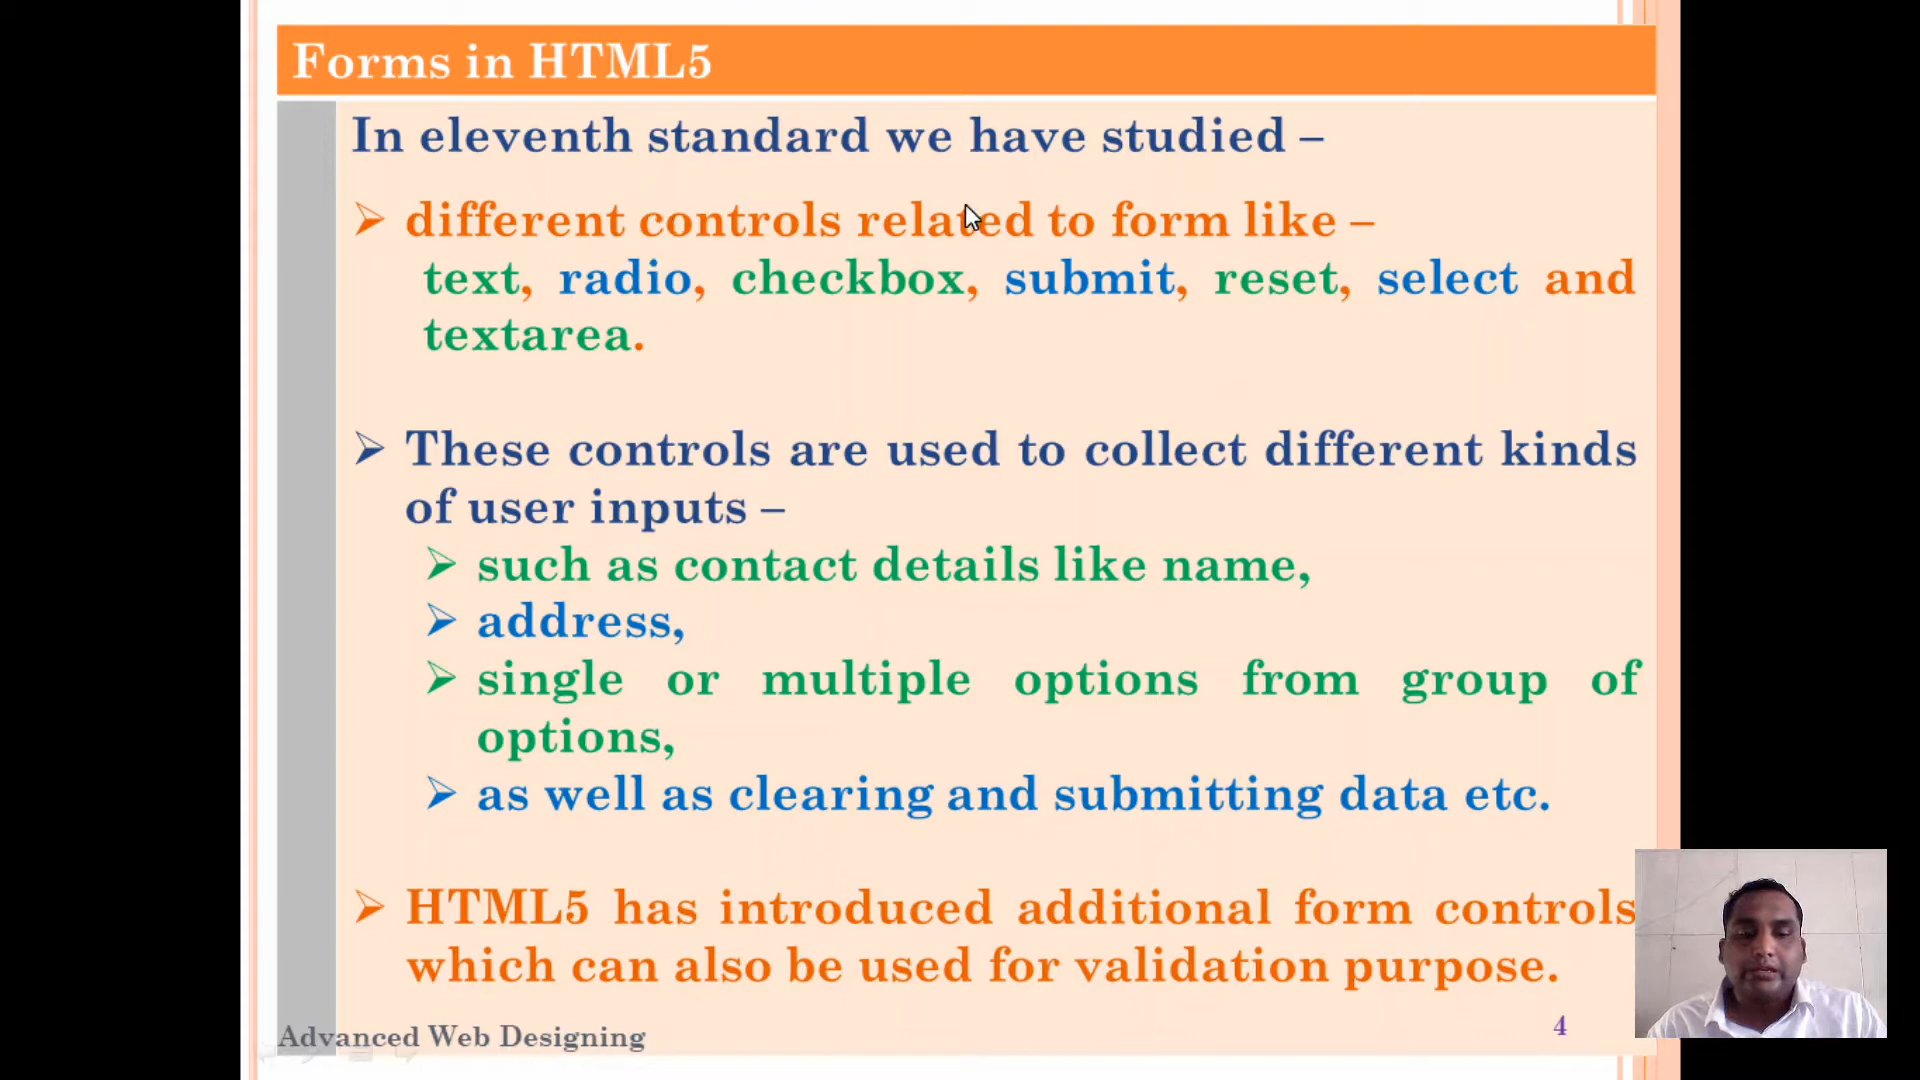 Forms in HTML5
In eleventh standard we have studied –
different controls related to form like –
text, radio, checkbox, submit, reset, select and
textarea.
These controls are used to collect different kinds
of user inputs –
such as contact details like name,
address,
single or multiple options from group of
options,
as well as clearing and submitting data etc.
HTML5 has introduced additional form controls
which can also be used for validation purpose.
Advanced Web Designing
4